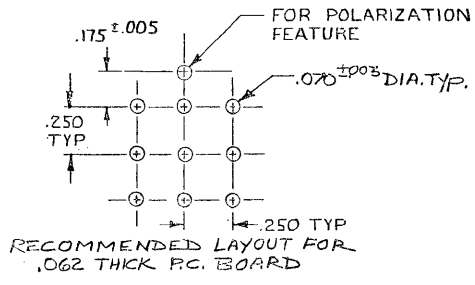 FOR POLARIZATION
FEATURE
.175 ±.005
.070 ±.003 DIA. TYP.
.250
TYP
.250 TYP
RECOMMENDED LAYOUT FOR
.062 THICK P.C. BOARD